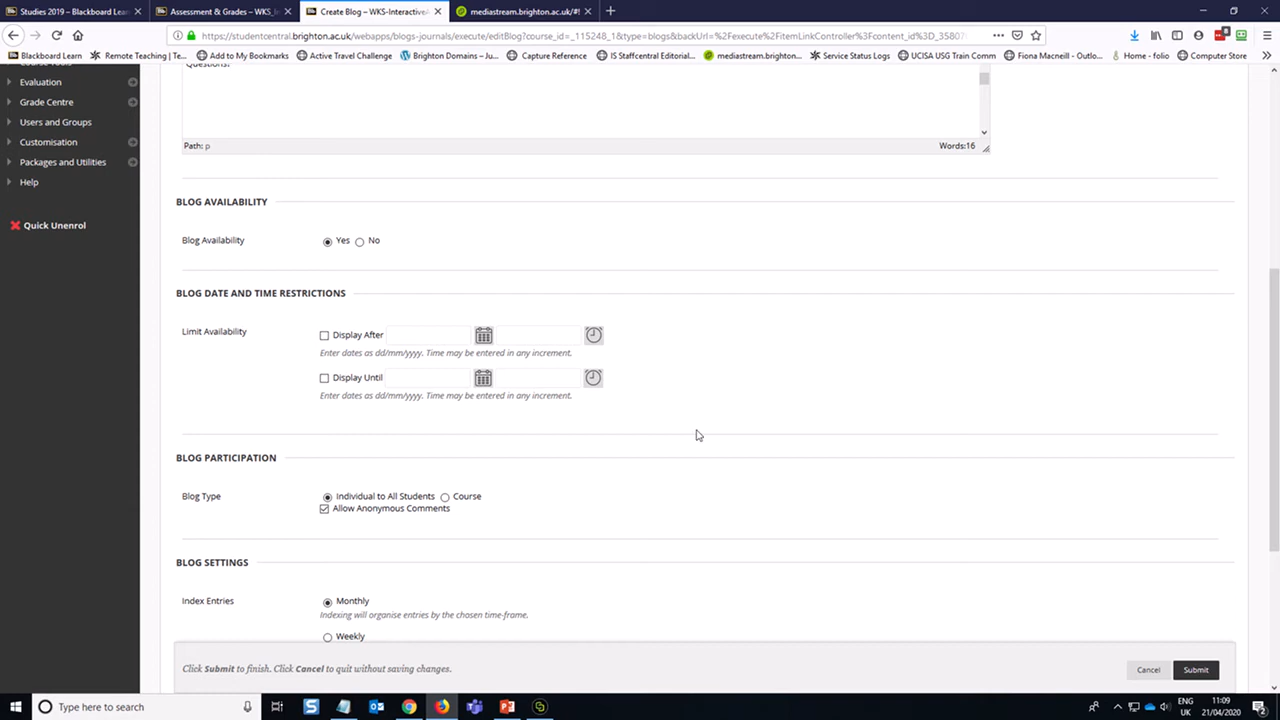 Studies 2019 – Blackboard Lear
Assessment & Grades – WKS_I
Create Blog – WKS-Interactive
mediastream.brighton.ac.uk/#!
https://studentcentral.brighton.ac.uk/webapps/blogs-journals/execute/editBlog?course_id=_115248_1&type=blogs&backUrl=%2Fexecute%2FitemLinkController%3Fcontent_id%3D_35807
Blackboard Learn
Remote Teaching | Te...
Add to My Bookmarks
Active Travel Challenge
Brighton Domains – Ju...
Capture Reference
IS Staffcentral Editorial...
mediastream.brighton...
Service Status Logs
UCISA USG Train Comm
Fiona Macneill - Outlo...
Home - folio
Computer Store
Evaluation
Grade Centre
Users and Groups
Customisation
Packages and Utilities
Help
Quick Unenrol
Questions:
Path: p
Words:16
BLOG AVAILABILITY
Blog Availability
Yes No
BLOG DATE AND TIME RESTRICTIONS
Limit Availability
Display After
Enter dates as dd/mm/yyyy. Time may be entered in any increment.
Display Until
Enter dates as dd/mm/yyyy. Time may be entered in any increment.
BLOG PARTICIPATION
Blog Type
Individual to All Students Course
Allow Anonymous Comments
BLOG SETTINGS
Index Entries
Monthly
Indexing will organise entries by the chosen time-frame.
Weekly
Click Submit to finish. Click Cancel to quit without saving changes.
Cancel
Submit
Type here to search
ENG
UK
11:09
21/04/2020